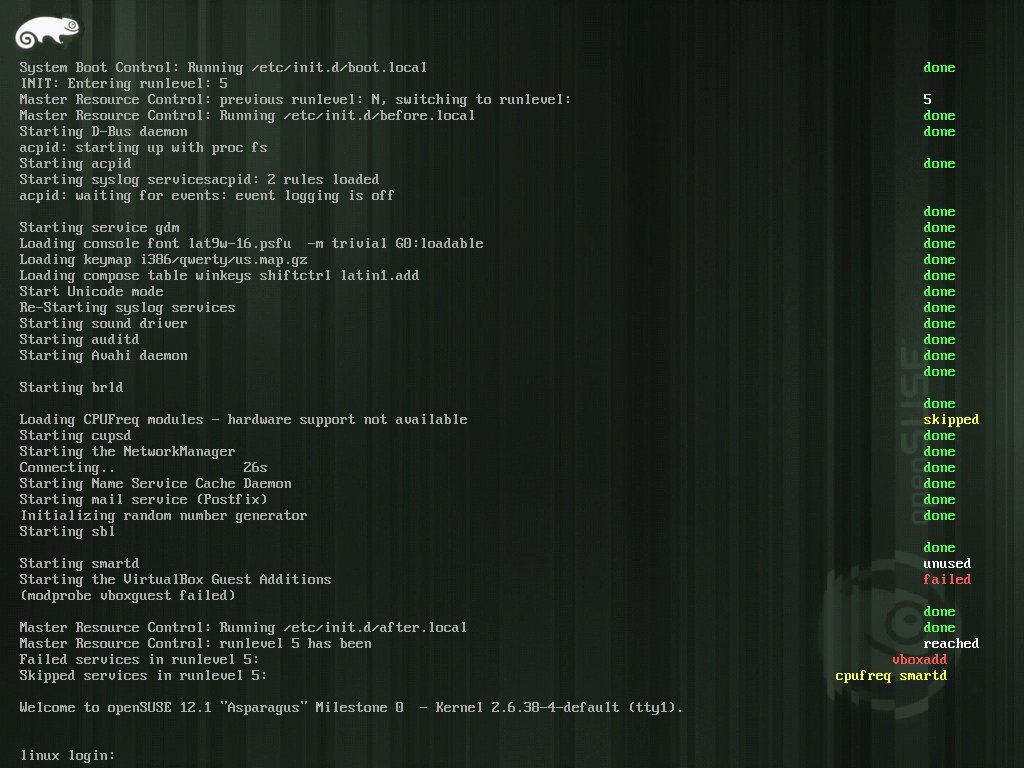 System Boot Control: Running /etc/init.d/boot.local done
INIT: Entering runlevel: 5
Master Resource Control: previous runlevel: N, switching to runlevel: 5
Master Resource Control: Running /etc/init.d/before.local done
Starting D-Bus daemon done
acpid: starting up with proc fs
Starting acpid done
Starting syslog servicesacpid: 2 rules loaded
acpid: waiting for events: event logging is off
done
Starting service gdm done
Loading console font lat9w-16.psfu  -m trivial G0:loadable done
Loading keymap i386/qwerty/us.map.gz done
Loading compose table winkeys shiftctrl latin1.add done
Start Unicode mode done
Re-Starting syslog services done
Starting sound driver done
Starting auditd done
Starting Avahi daemon done
done
Starting brld
done
Loading CPUFreq modules - hardware support not available skipped
Starting cupsd done
Starting the NetworkManager done
Connecting.. 26s done
Starting Name Service Cache Daemon done
Starting mail service (Postfix) done
Initializing random number generator done
Starting sbl
done
Starting smartd unused
Starting the VirtualBox Guest Additions failed
(modprobe vboxguest failed)
done
Master Resource Control: Running /etc/init.d/after.local done
Master Resource Control: runlevel 5 has been reached
Failed services in runlevel 5: vboxadd
Skipped services in runlevel 5: cpufreq smartd
Welcome to openSUSE 12.1 "Asparagus" Milestone 0  - Kernel 2.6.38-4-default (tty1).
linux login:
openSUSE